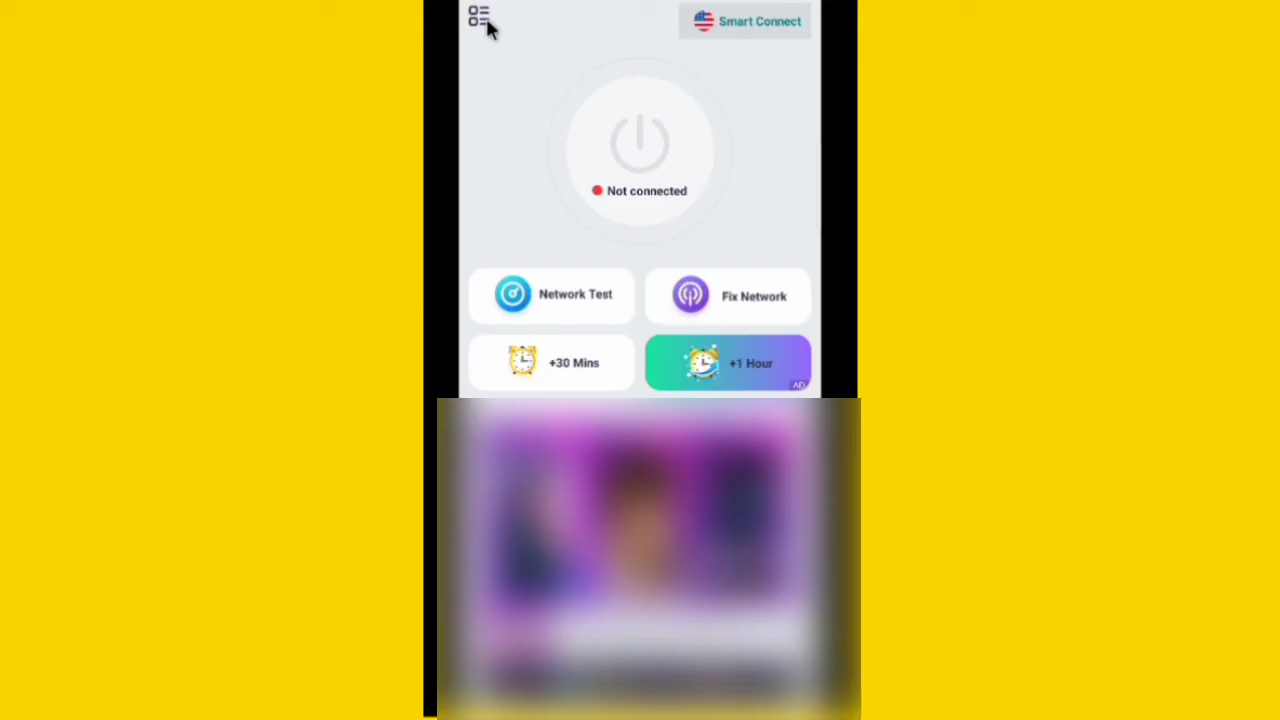 Smart Connect
Not connected
Network Test
Fix Network
+30 Mins
+1 Hour
AD